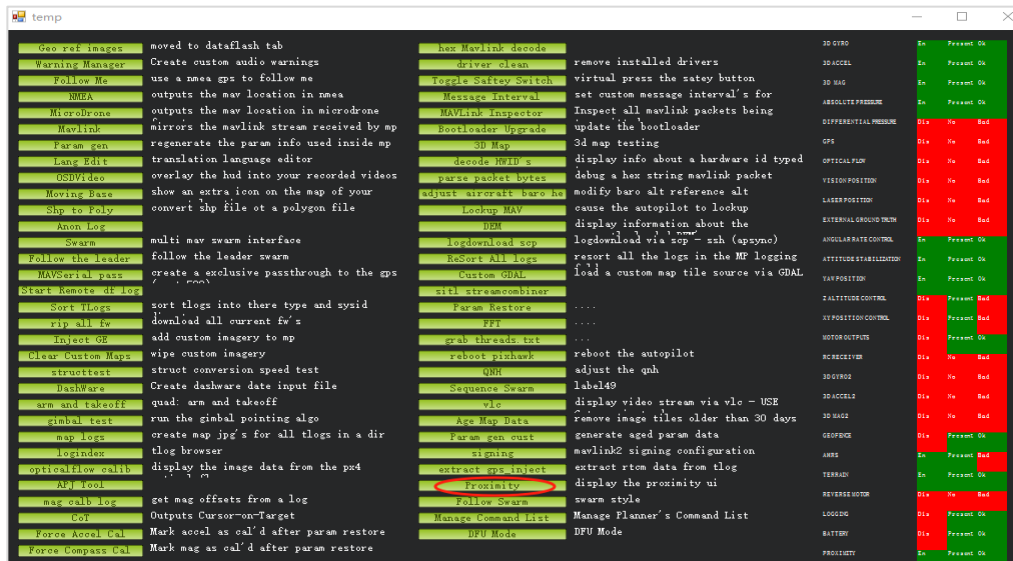 temp
Geo ref images moved to dataflash tab
Warning Manager Create custom audio warnings
Follow Me use a nmea gps to follow me
NMEA outputs the mav location in nmea
MicroDrone outputs the mav location in microdrone
Mavlink mirrors the mavlink stream received by mp
Param gen regenerate the param info used inside mp
Lang Edit translation language editor
OSDVideo overlay the hud into your recorded videos
Moving Base show an extra icon on the map of your
Shp to Poly convert shp file ot a polygon file
Anon Log
Swarm multi mav swarm interface
Follow the leader follow the leader swarm
MAVSerial pass create a exclusive passthrough to the gps
Start Remote df log
Sort TLogs sort tlogs into there type and sysid
rip all fw download all current fw's
Inject GE add custom imagery to mp
Clear Custom Maps wipe custom imagery
structtest struct conversion speed test
DashWare Create dashware date input file
arm and takeoff quad: arm and takeoff
gimbal test run the gimbal pointing algo
map logs create map jpg's for all tlogs in a dir
logindex tlog browser
opticalflow calib display the image data from the px4
APJ Tool
mag calb log get mag offsets from a log
CoT Outputs Cursor-on-Target
Force Accel Cal Mark accel as cal'd after param restore
Force Compass Cal Mark mag as cal'd after param restore
hex Mavlink decode
driver clean remove installed drivers
Toggle Saftey Switch virtual press the satey button
Message Interval set custom message interval's for
MAVLink Inspector Inspect all mavlink packets being
Bootloader Upgrade update the bootloader
3D Map 3d map testing
decode HWID's display info about a hardware id typed
parse packet bytes debug a hex string mavlink packet
adjust aircraft baro he modify baro alt reference alt
Lockup MAV cause the autopilot to lockup
DEM display information about the
logdownload scp logdownload via scp - ssh (apsync)
ReSort All logs resort all the logs in the MP logging
Custom GDAL load a custom map tile source via GDAL
sitl streamcombiner
Param Restore ....
FFT ....
grab threads.txt ...
reboot pixhawk reboot the autopilot
QNH adjust the qnh
Sequence Swarm label49
vlc display video stream via vlc - USE
Age Map Data remove image tiles older than 30 days
Param gen cust generate aged param data
signing mavlink2 signing configuration
extract gps_inject extract rtcm data from tlog
Proximity display the proximity ui
Follow Swarm swarm style
Manage Command List Manage Planner's Command List
DFU Mode DFU Mode
3D GYRO En Present Ok
3D ACCEL En Present Ok
3D MAG En Present Ok
ABSOLUTE PRESSURE En Present Ok
DIFFERENTIAL PRESSURE Dis No Bad
GPS Dis No Bad
OPTICAL FLOW Dis No Bad
VISION POSITION Dis No Bad
LASER POSITION Dis No Bad
EXTERNAL GROUND TRUTH Dis No Bad
ANGULAR RATE CONTROL En Present Ok
ATTITUDE STABILIZATION En Present Ok
YAW POSITION En Present Ok
Z ALTITUDE CONTROL Dis Present Bad
XY POSITION CONTROL Dis Present Bad
MOTOR OUTPUTS Dis Present Ok
RC RECEIVER Dis No Bad
3D GYRO2 Dis No Bad
3D ACCEL2 Dis No Bad
3D MAG2 Dis No Bad
GEOFENCE Dis Present Ok
AHRS En Present Bad
TERRAIN En Present Ok
REVERSE MOTOR Dis No Bad
LOGGING Dis Present Ok
BATTERY Dis Present Ok
PROXIMITY En Present Ok